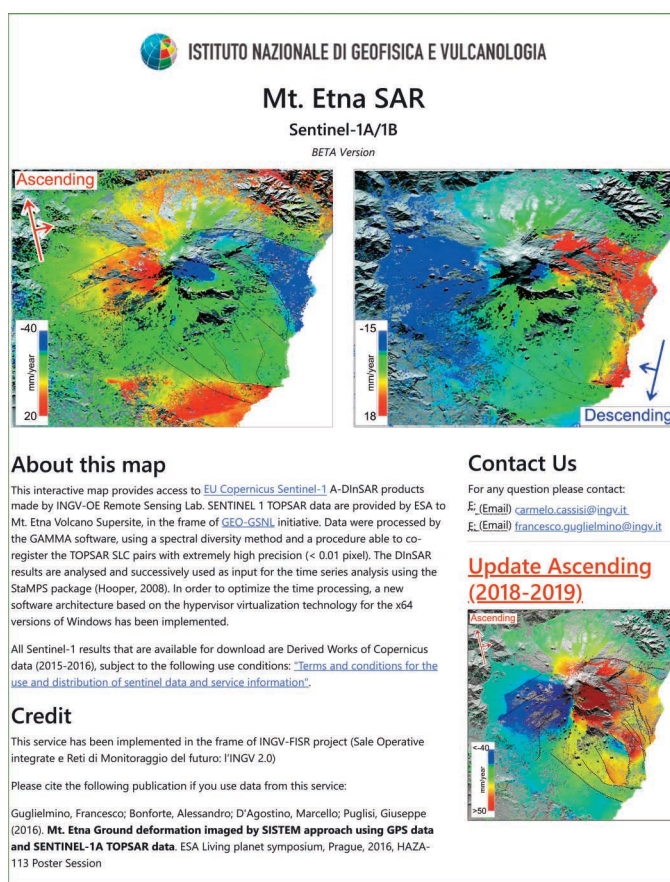 ISTITUTO NAZIONALE DI GEOFISICA E VULCANOLOGIA
Mt. Etna SAR
Sentinel-1A/1B
BETA Version
Ascending
-40
mm/year
20
-15
mm/year
18
Descending
About this map
This interactive map provides access to EU Copernicus Sentinel-1 A-DInSAR products
made by INGV-OE Remote Sensing Lab. SENTINEL 1 TOPSAR data are provided by ESA to
Mt. Etna Volcano Supersite, in the frame of GEO-GSNL initiative. Data were processed by
the GAMMA software, using a spectral diversity method and a procedure able to co-
register the TOPSAR SLC pairs with extremely high precision (< 0.01 pixel). The DInSAR
results are analysed and successively used as input for the time series analysis using the
StaMPS package (Hooper, 2008). In order to optimize the time processing, a new
software architecture based on the hypervisor virtualization technology for the x64
versions of Windows has been implemented.
All Sentinel-1 results that are available for download are Derived Works of Copernicus
data (2015-2016), subject to the following use conditions: "Terms and conditions for the
use and distribution of sentinel data and service information".
Credit
This service has been implemented in the frame of INGV-FISR project (Sale Operative
integrate e Reti di Monitoraggio del futuro: l'INGV 2.0)
Please cite the following publication if you use data from this service:
Guglielmino, Francesco; Bonforte, Alessandro; D'Agostino, Marcello; Puglisi, Giuseppe
(2016). Mt. Etna Ground deformation imaged by SISTEM approach using GPS data
and SENTINEL-1A TOPSAR data. ESA Living planet symposium, Prague, 2016, HAZA-
113 Poster Session
Contact Us
For any question please contact:
E: (Email) carmelo.cassisi@ingv.it
E: (Email) francesco.guglielmino@ingv.it
Update Ascending
(2018-2019)
<-40
mm/year
>50